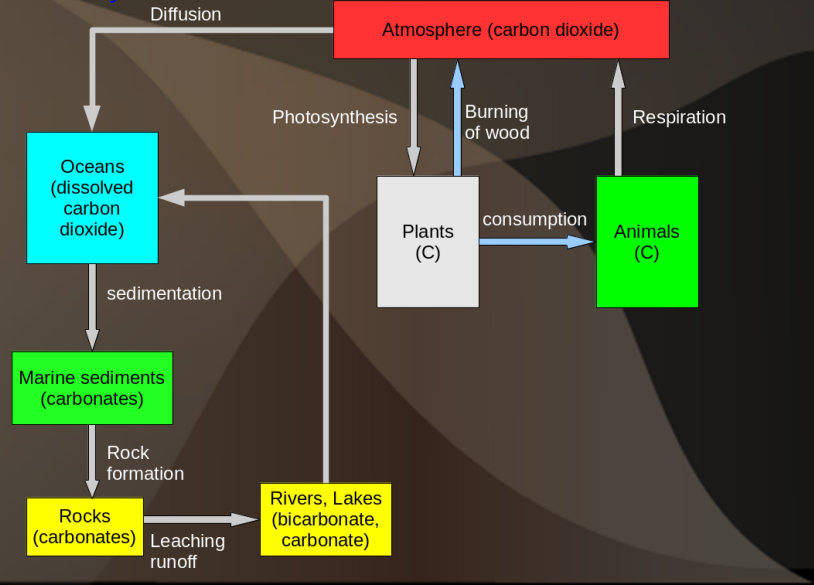 Diffusion
Atmosphere (carbon dioxide)
Photosynthesis
Burning
of wood
Respiration
Oceans
(dissolved
carbon
dioxide)
Plants
(C)
consumption
Animals
(C)
sedimentation
Marine sediments
(carbonates)
Rock
formation
Rocks
(carbonates)
Leaching
runoff
Rivers, Lakes
(bicarbonate,
carbonate)